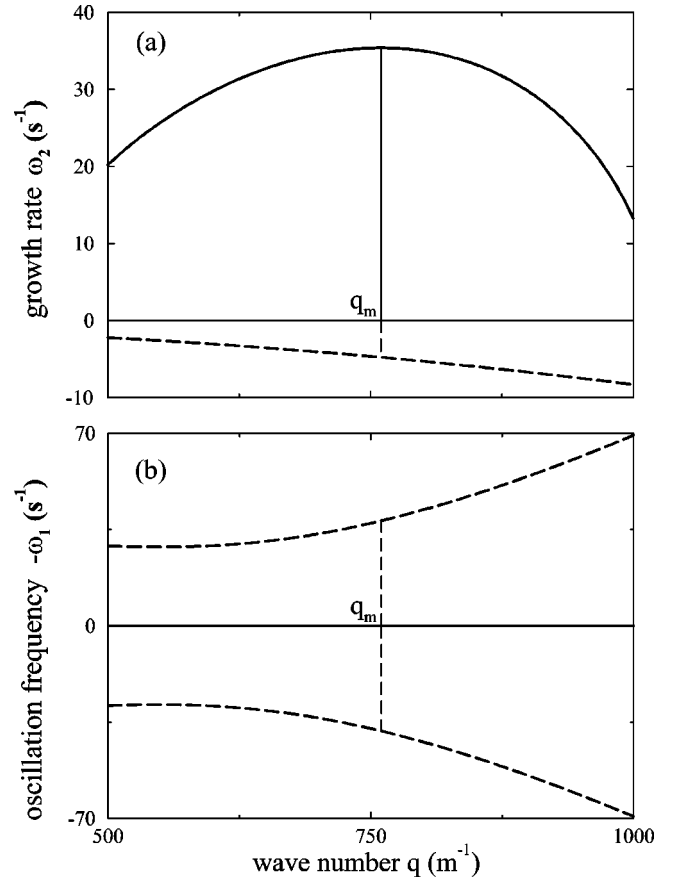 (a)
40
30
20
10
0
-10
growth rate ω₂ (s⁻¹)
qₘ
(b)
70
0
-70
oscillation frequency -ω₁ (s⁻¹)
qₘ
500
750
1000
wave number q (m⁻¹)